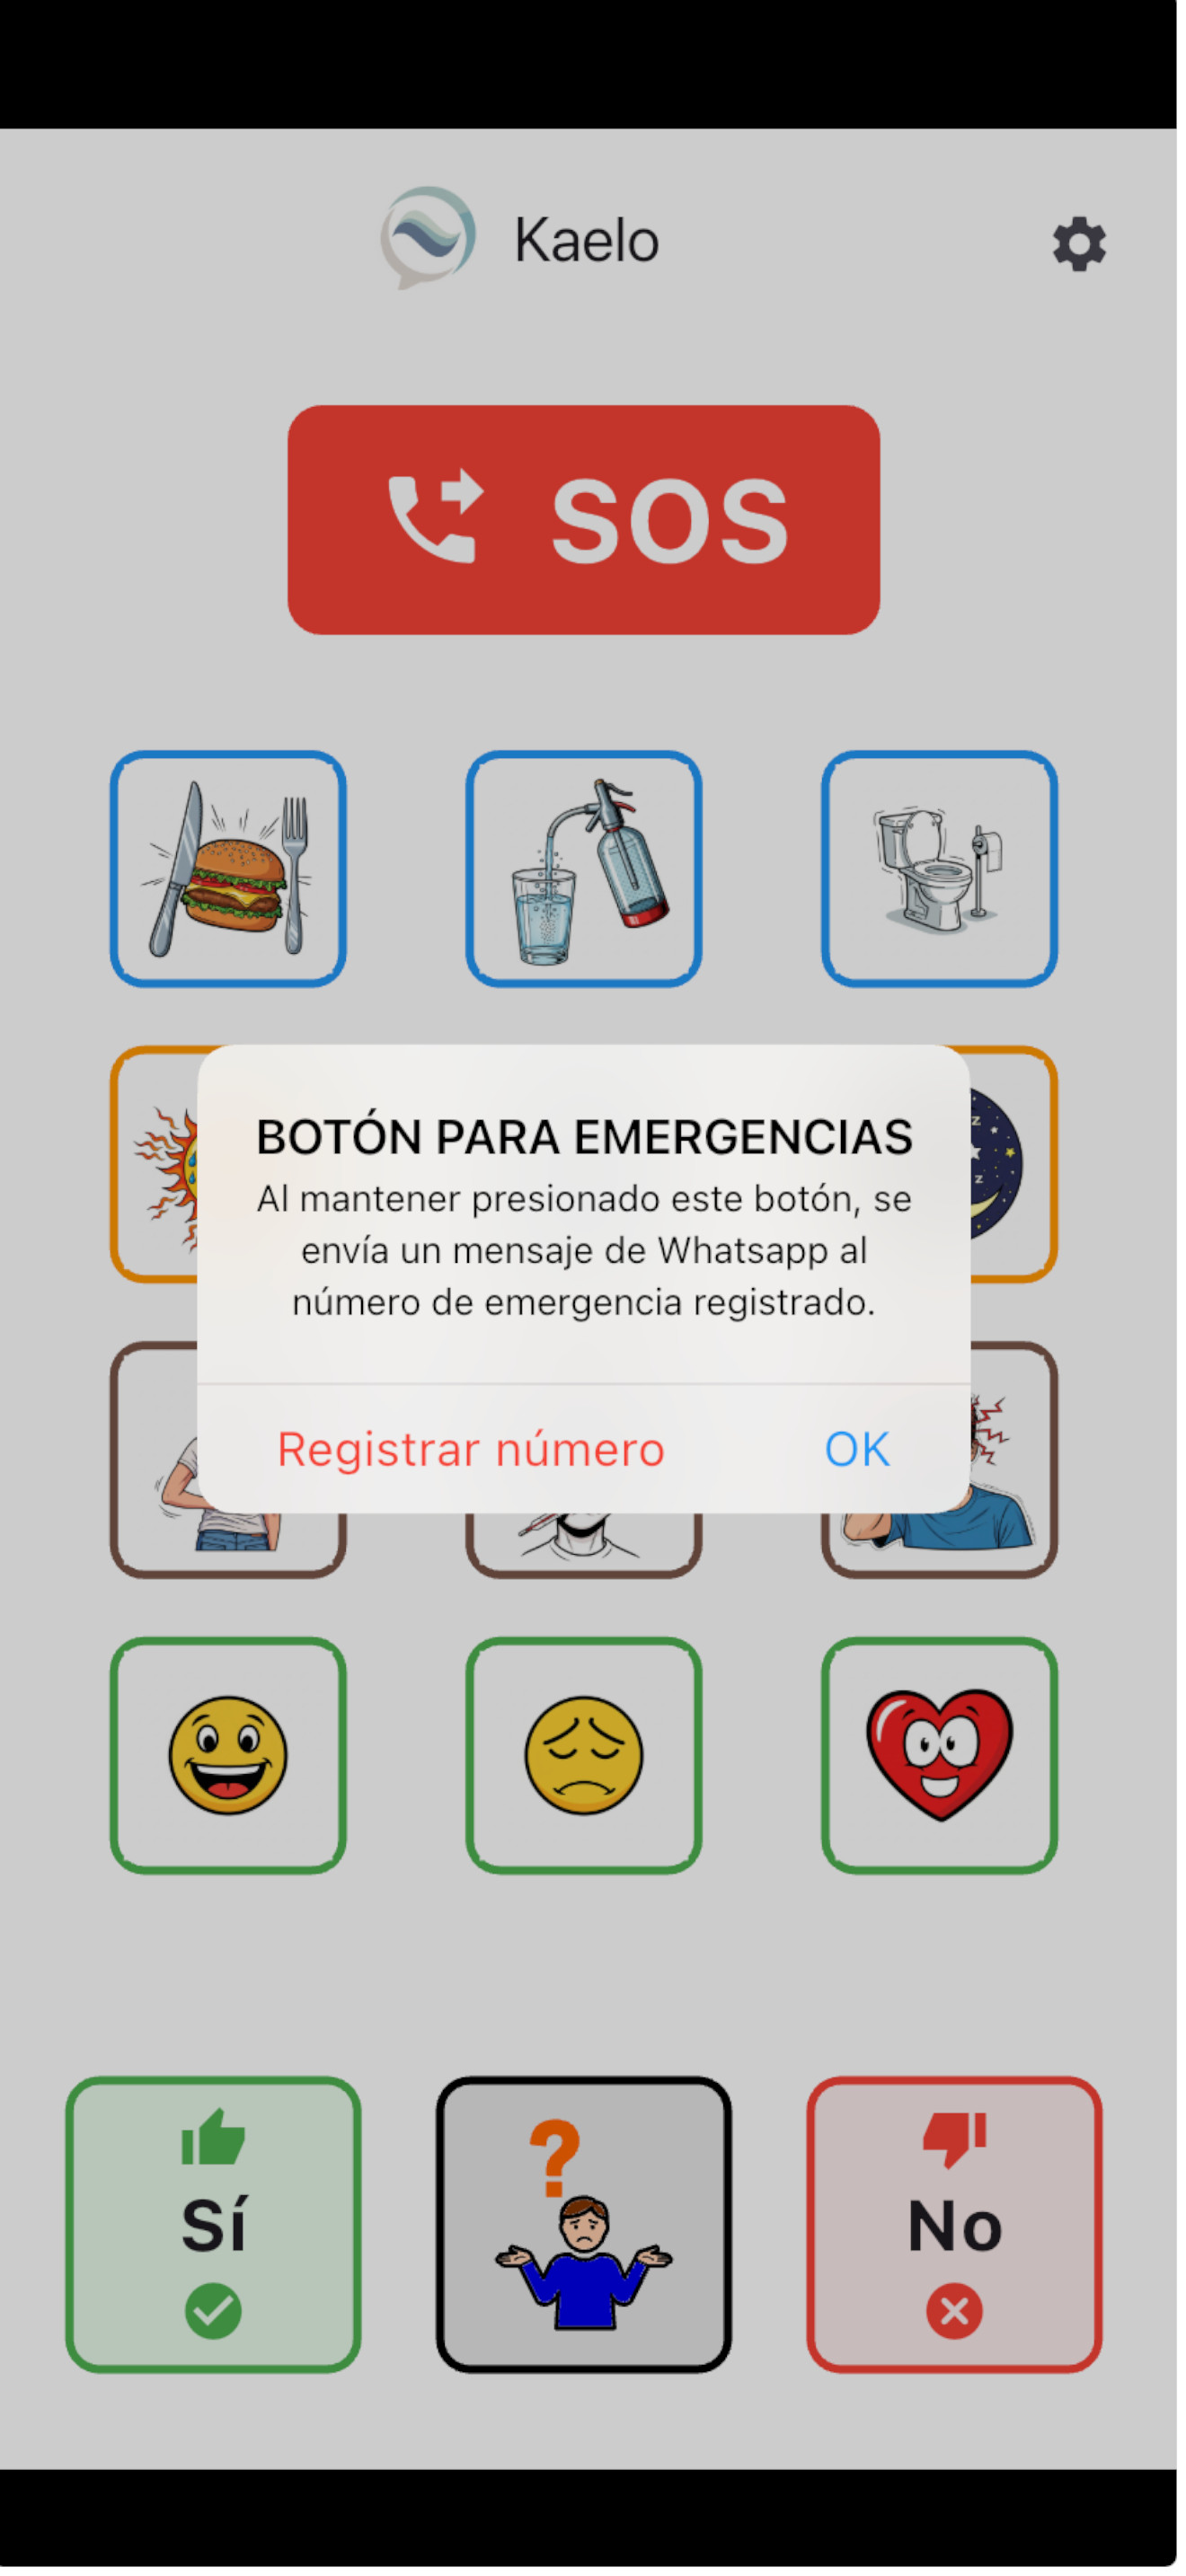 Kaelo
SOS
BOTÓN PARA EMERGENCIAS
Al mantener presionado este botón, se
envía un mensaje de Whatsapp al
número de emergencia registrado.
Registrar número OK
?
Sí No